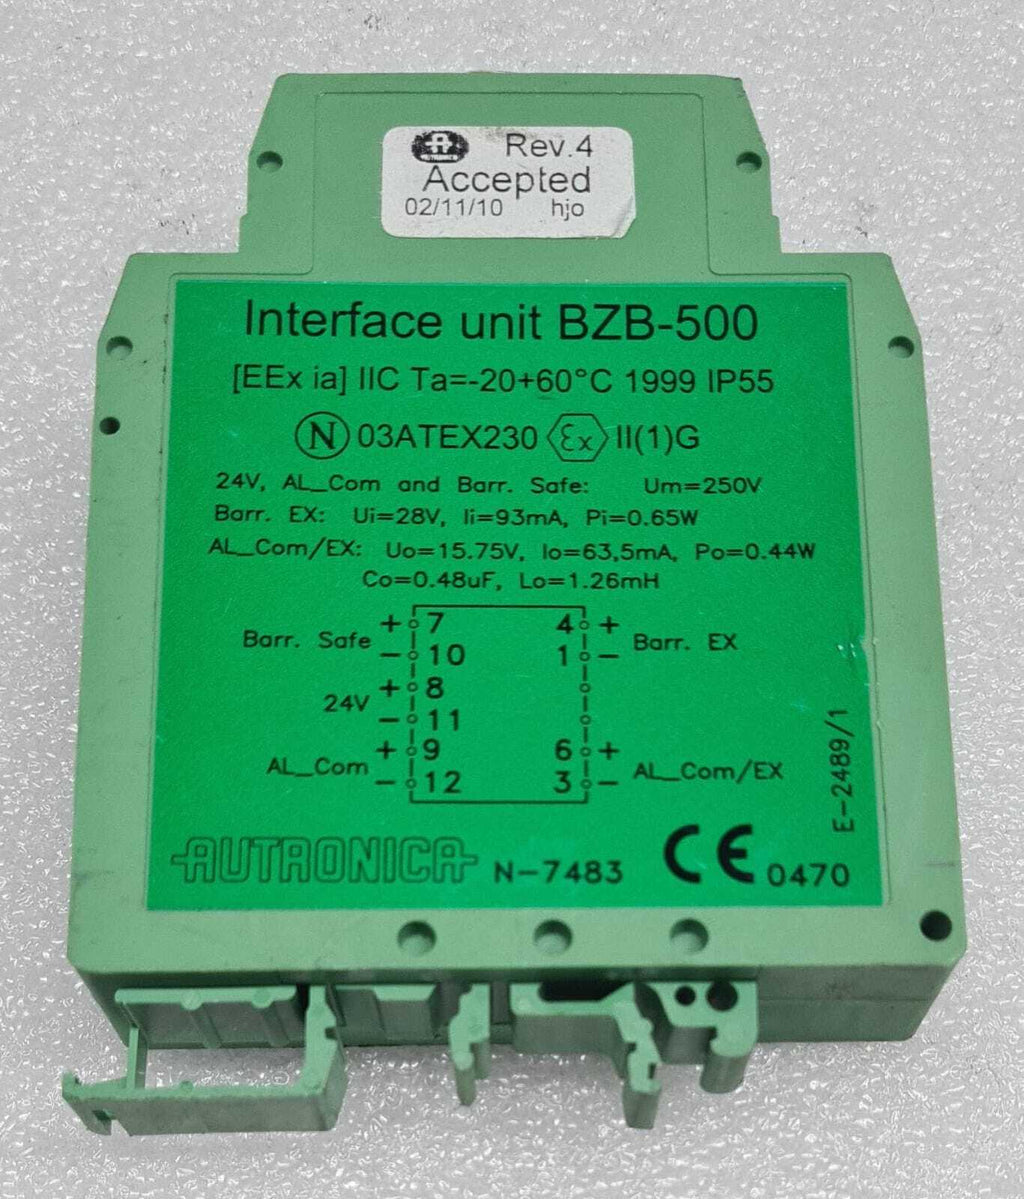 Rev.4
AUTRONICA
Accepted
02/11/10 hjo
Interface unit BZB-500
[EEx ia] IIC Ta=-20+60°C 1999 IP55
N 03ATEX230 Ex II(1)G
24V, AL_Com and Barr. Safe: Um=250V
Barr. EX: Ui=28V, Ii=93mA, Pi=0.65W
AL_Com/EX: Uo=15.75V, Io=63,5mA, Po=0.44W
Co=0.48uF, Lo=1.26mH
+ 7 4 +
Barr. Safe Barr. EX
- 10 1 -
+ 8
24V
- 11
+ 9 6 +
AL_Com AL_Com/EX
- 12 3 -
E-2489/1
AUTRONICA N-7483 CE 0470